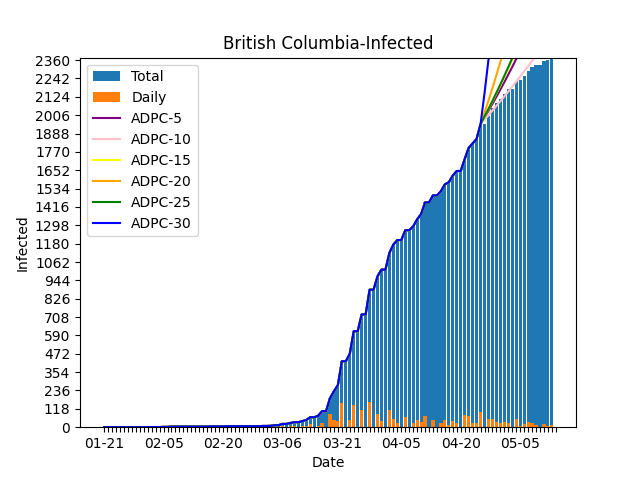 British Columbia-Infected
2360
2242
2124
2006
1888
1770
1652
1534
1416
1298
1180
1062
944
826
708
590
472
354
236
118
0
Infected
Total
Daily
ADPC-5
ADPC-10
ADPC-15
ADPC-20
ADPC-25
ADPC-30
01-21 02-05 02-20 03-06 03-21 04-05 04-20 05-05
Date